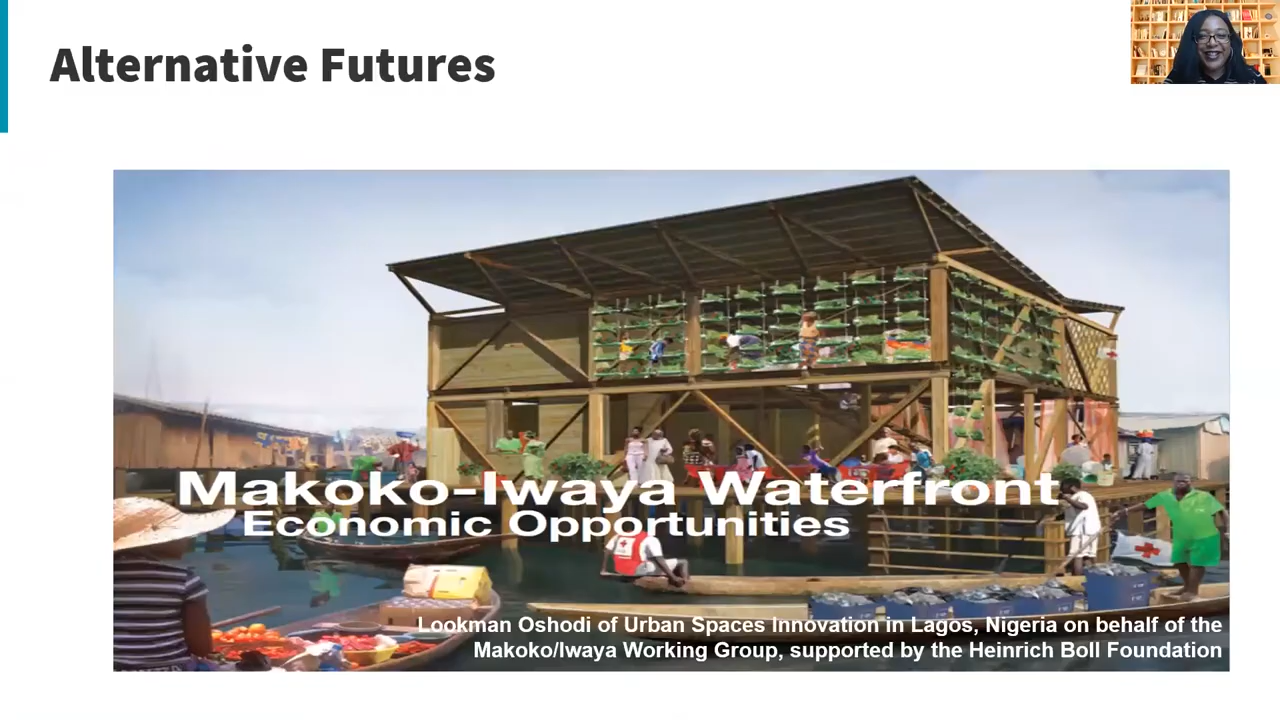 Alternative Futures
Makoko-Iwaya Waterfront
Economic Opportunities
Lookman Oshodi of Urban Spaces Innovation in Lagos, Nigeria on behalf of the
Makoko/Iwaya Working Group, supported by the Heinrich Boll Foundation